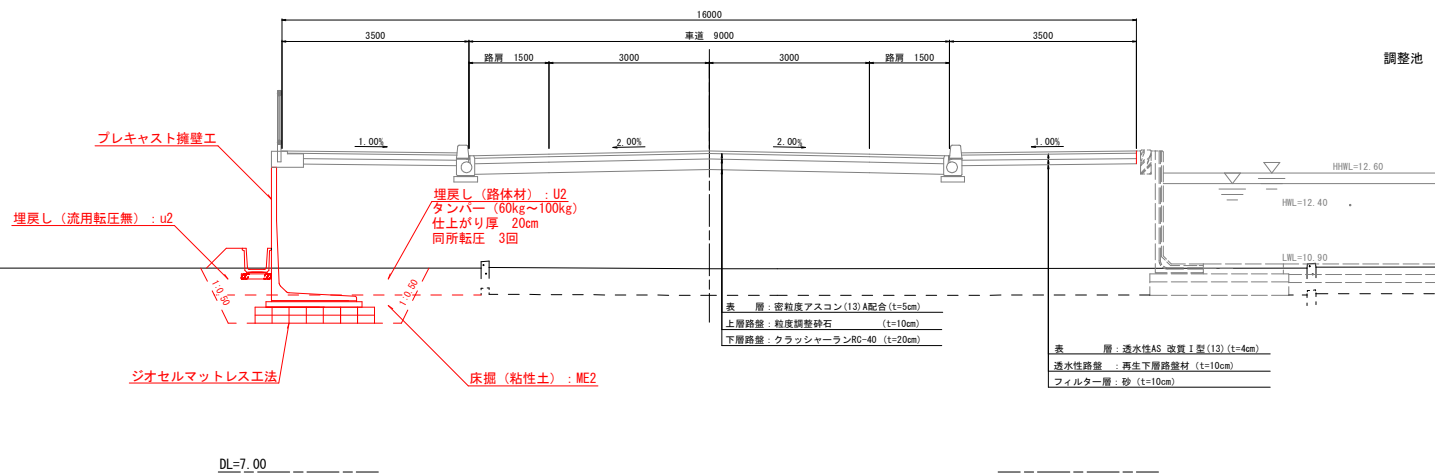 16000
3500
車道 9000
3500
路肩 1500
3000
3000
路肩 1500
調整池
プレキャスト擁壁工
1.00%
2.00%
2.00%
1.00%
HHWL=12.60
埋戻し（路体材）：U2
タンパー（60kg～100kg）
仕上がり厚 20cm
同所転圧 3回
HWL=12.40
埋戻し（流用転圧無）：u2
LWL=10.90
1:0.50
1:0.50
表 層：密粒度アスコン(13)A配合(t=5cm)
上層路盤：粒度調整砕石 (t=10cm)
下層路盤：クラッシャーランRC-40 (t=20cm)
表 層：透水性AS 改質Ⅰ型(13)(t=4cm)
透水性路盤 ：再生下層路盤材 (t=10cm)
フィルター層：砂 (t=10cm)
ジオセルマットレス工法
床掘（粘性土）：ME2
DL=7.00